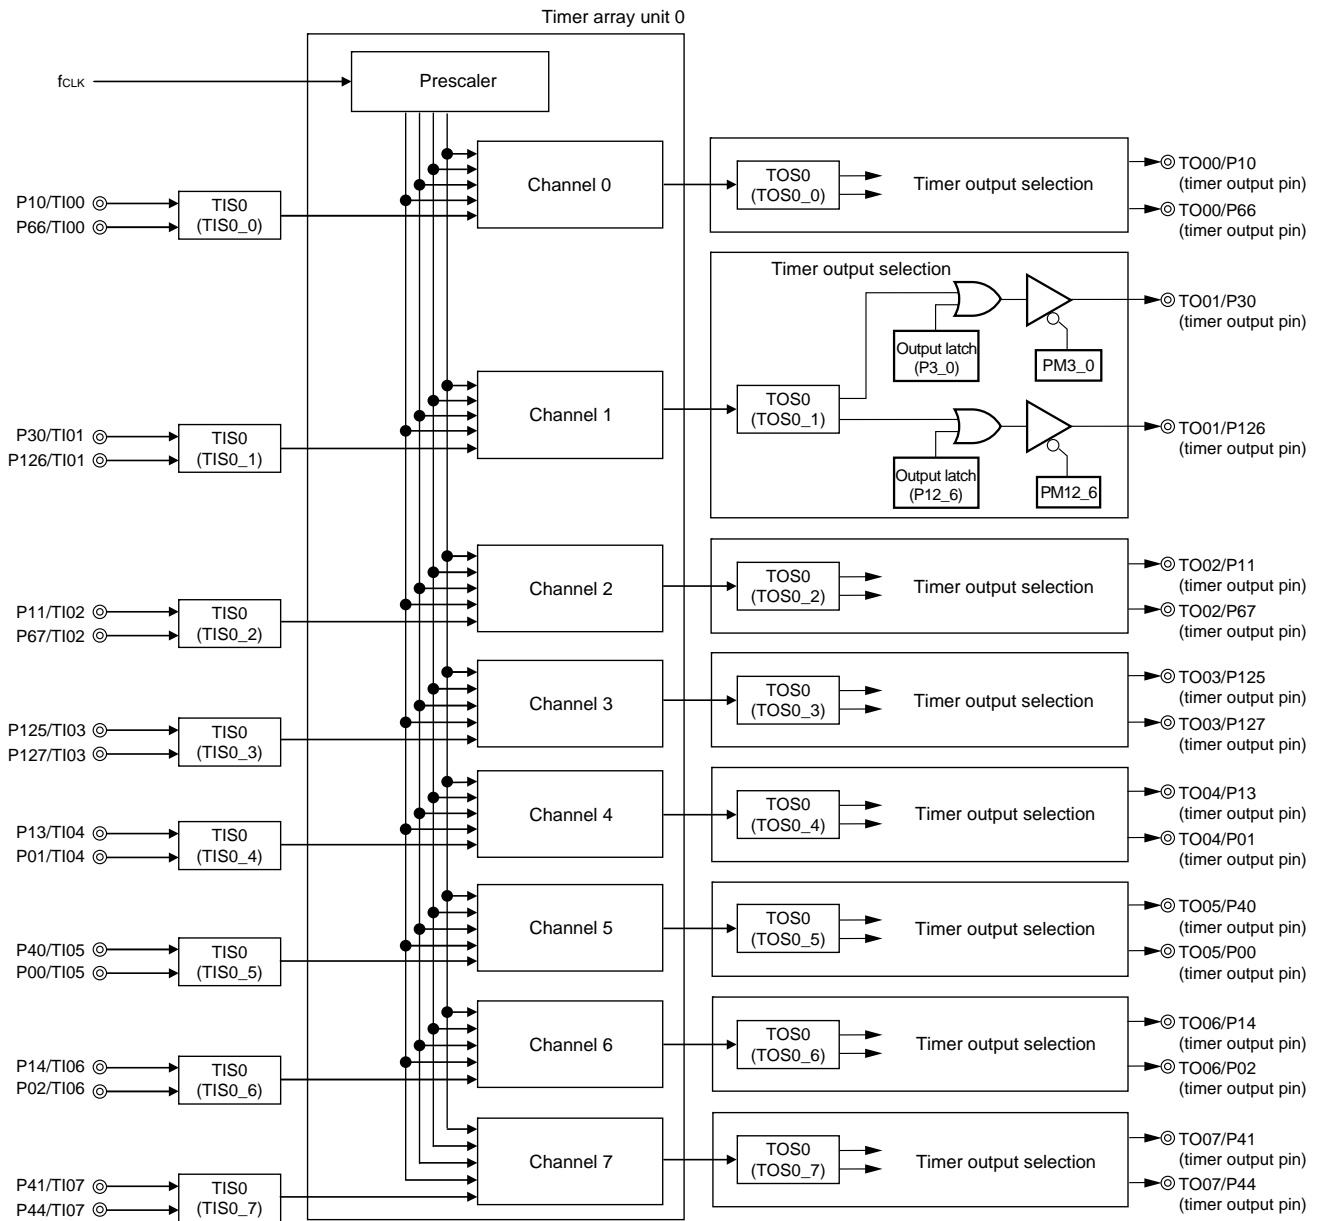 Timer array unit 0
fCLK
Prescaler
P10/TI00
P66/TI00
TIS0
(TIS0_0)
Channel 0
TOS0
(TOS0_0)
Timer output selection
TO00/P10
(timer output pin)
TO00/P66
(timer output pin)
P30/TI01
P126/TI01
TIS0
(TIS0_1)
Channel 1
Timer output selection
TOS0
(TOS0_1)
Output latch
(P3_0)
PM3_0
Output latch
(P12_6)
PM12_6
TO01/P30
(timer output pin)
TO01/P126
(timer output pin)
P11/TI02
P67/TI02
TIS0
(TIS0_2)
Channel 2
TOS0
(TOS0_2)
Timer output selection
TO02/P11
(timer output pin)
TO02/P67
(timer output pin)
P125/TI03
P127/TI03
TIS0
(TIS0_3)
Channel 3
TOS0
(TOS0_3)
Timer output selection
TO03/P125
(timer output pin)
TO03/P127
(timer output pin)
P13/TI04
P01/TI04
TIS0
(TIS0_4)
Channel 4
TOS0
(TOS0_4)
Timer output selection
TO04/P13
(timer output pin)
TO04/P01
(timer output pin)
P40/TI05
P00/TI05
TIS0
(TIS0_5)
Channel 5
TOS0
(TOS0_5)
Timer output selection
TO05/P40
(timer output pin)
TO05/P00
(timer output pin)
P14/TI06
P02/TI06
TIS0
(TIS0_6)
Channel 6
TOS0
(TOS0_6)
Timer output selection
TO06/P14
(timer output pin)
TO06/P02
(timer output pin)
P41/TI07
P44/TI07
TIS0
(TIS0_7)
Channel 7
TOS0
(TOS0_7)
Timer output selection
TO07/P41
(timer output pin)
TO07/P44
(timer output pin)